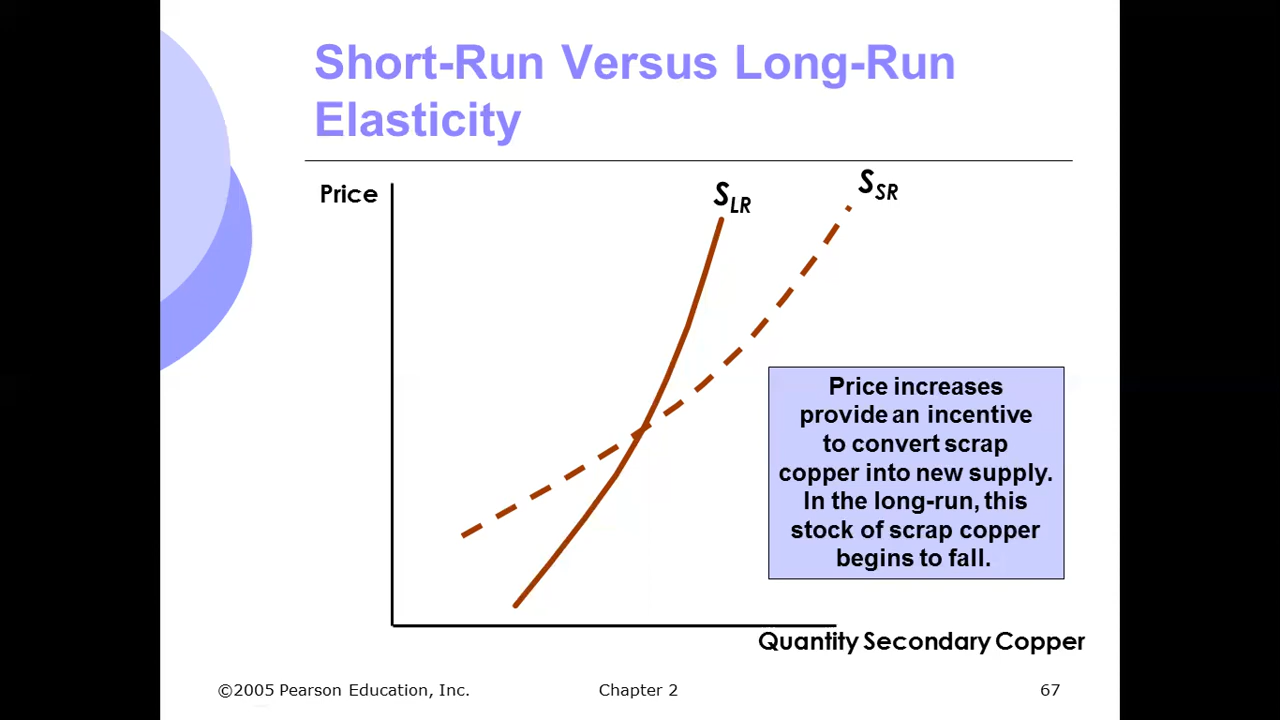 Short-Run Versus Long-Run
Elasticity
Price
SLR
SSR
Price increases
provide an incentive
to convert scrap
copper into new supply.
In the long-run, this
stock of scrap copper
begins to fall.
Quantity Secondary Copper
©2005 Pearson Education, Inc.
Chapter 2
67